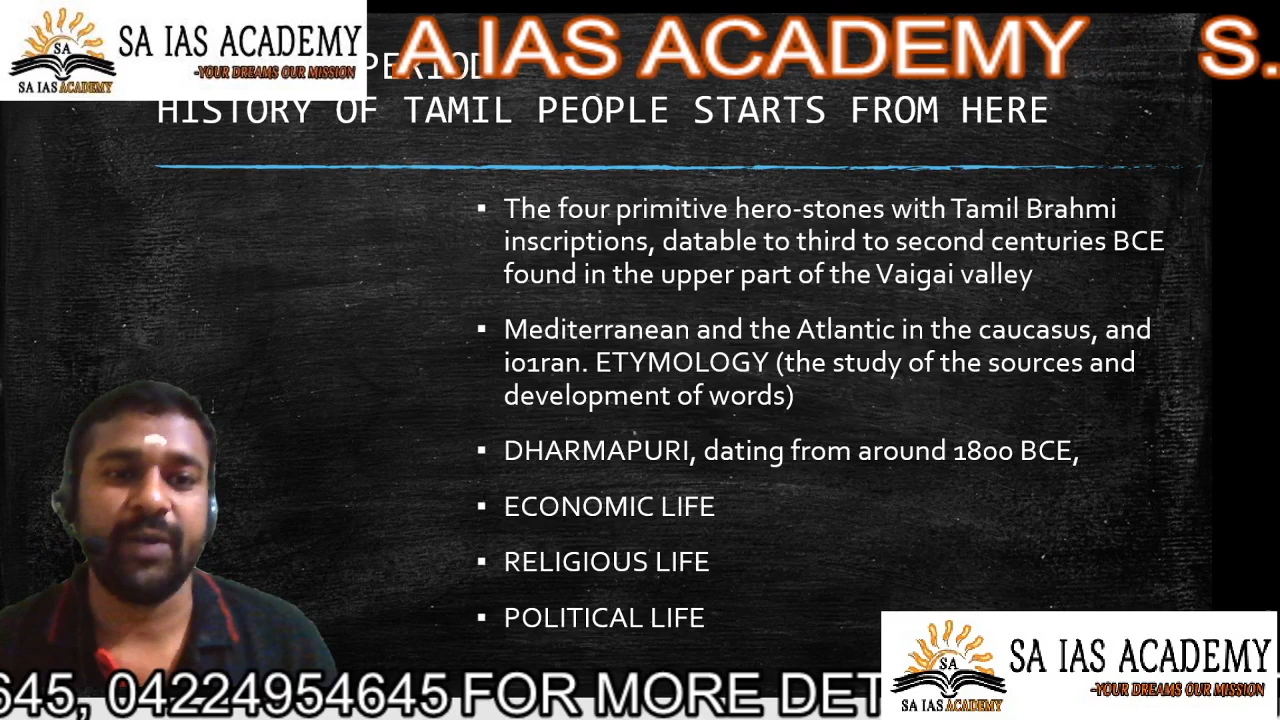 SA
SA IAS ACADEMY
-YOUR DREAMS OUR MISSION
SA IAS ACADEMY
A IAS ACADEMY S.
PERIOD
HISTORY OF TAMIL PEOPLE STARTS FROM HERE
▪ The four primitive hero-stones with Tamil Brahmi
inscriptions, datable to third to second centuries BCE
found in the upper part of the Vaigai valley
▪ Mediterranean and the Atlantic in the caucasus, and
io1ran. ETYMOLOGY (the study of the sources and
development of words)
▪ DHARMAPURI, dating from around 1800 BCE,
▪ ECONOMIC LIFE
▪ RELIGIOUS LIFE
▪ POLITICAL LIFE
645, 04224954645 FOR MORE DET
SA
SA IAS ACADEMY
-YOUR DREAMS OUR MISSION
SA IAS ACADEMY